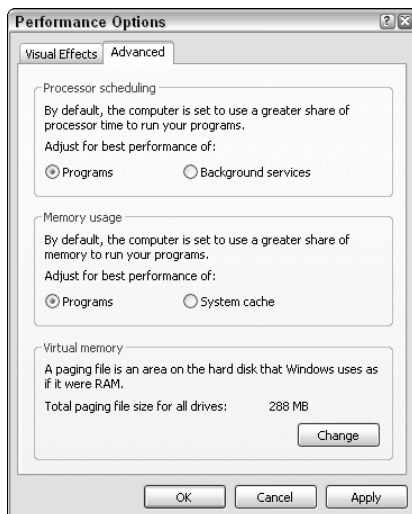 Performance Options
Visual Effects
Advanced
Processor scheduling
By default, the computer is set to use a greater share of
processor time to run your programs.
Adjust for best performance of:
Programs Background services
Memory usage
By default, the computer is set to use a greater share of
memory to run your programs.
Adjust for best performance of:
Programs System cache
Virtual memory
A paging file is an area on the hard disk that Windows uses as
if it were RAM.
Total paging file size for all drives: 288 MB
Change
OK Cancel Apply